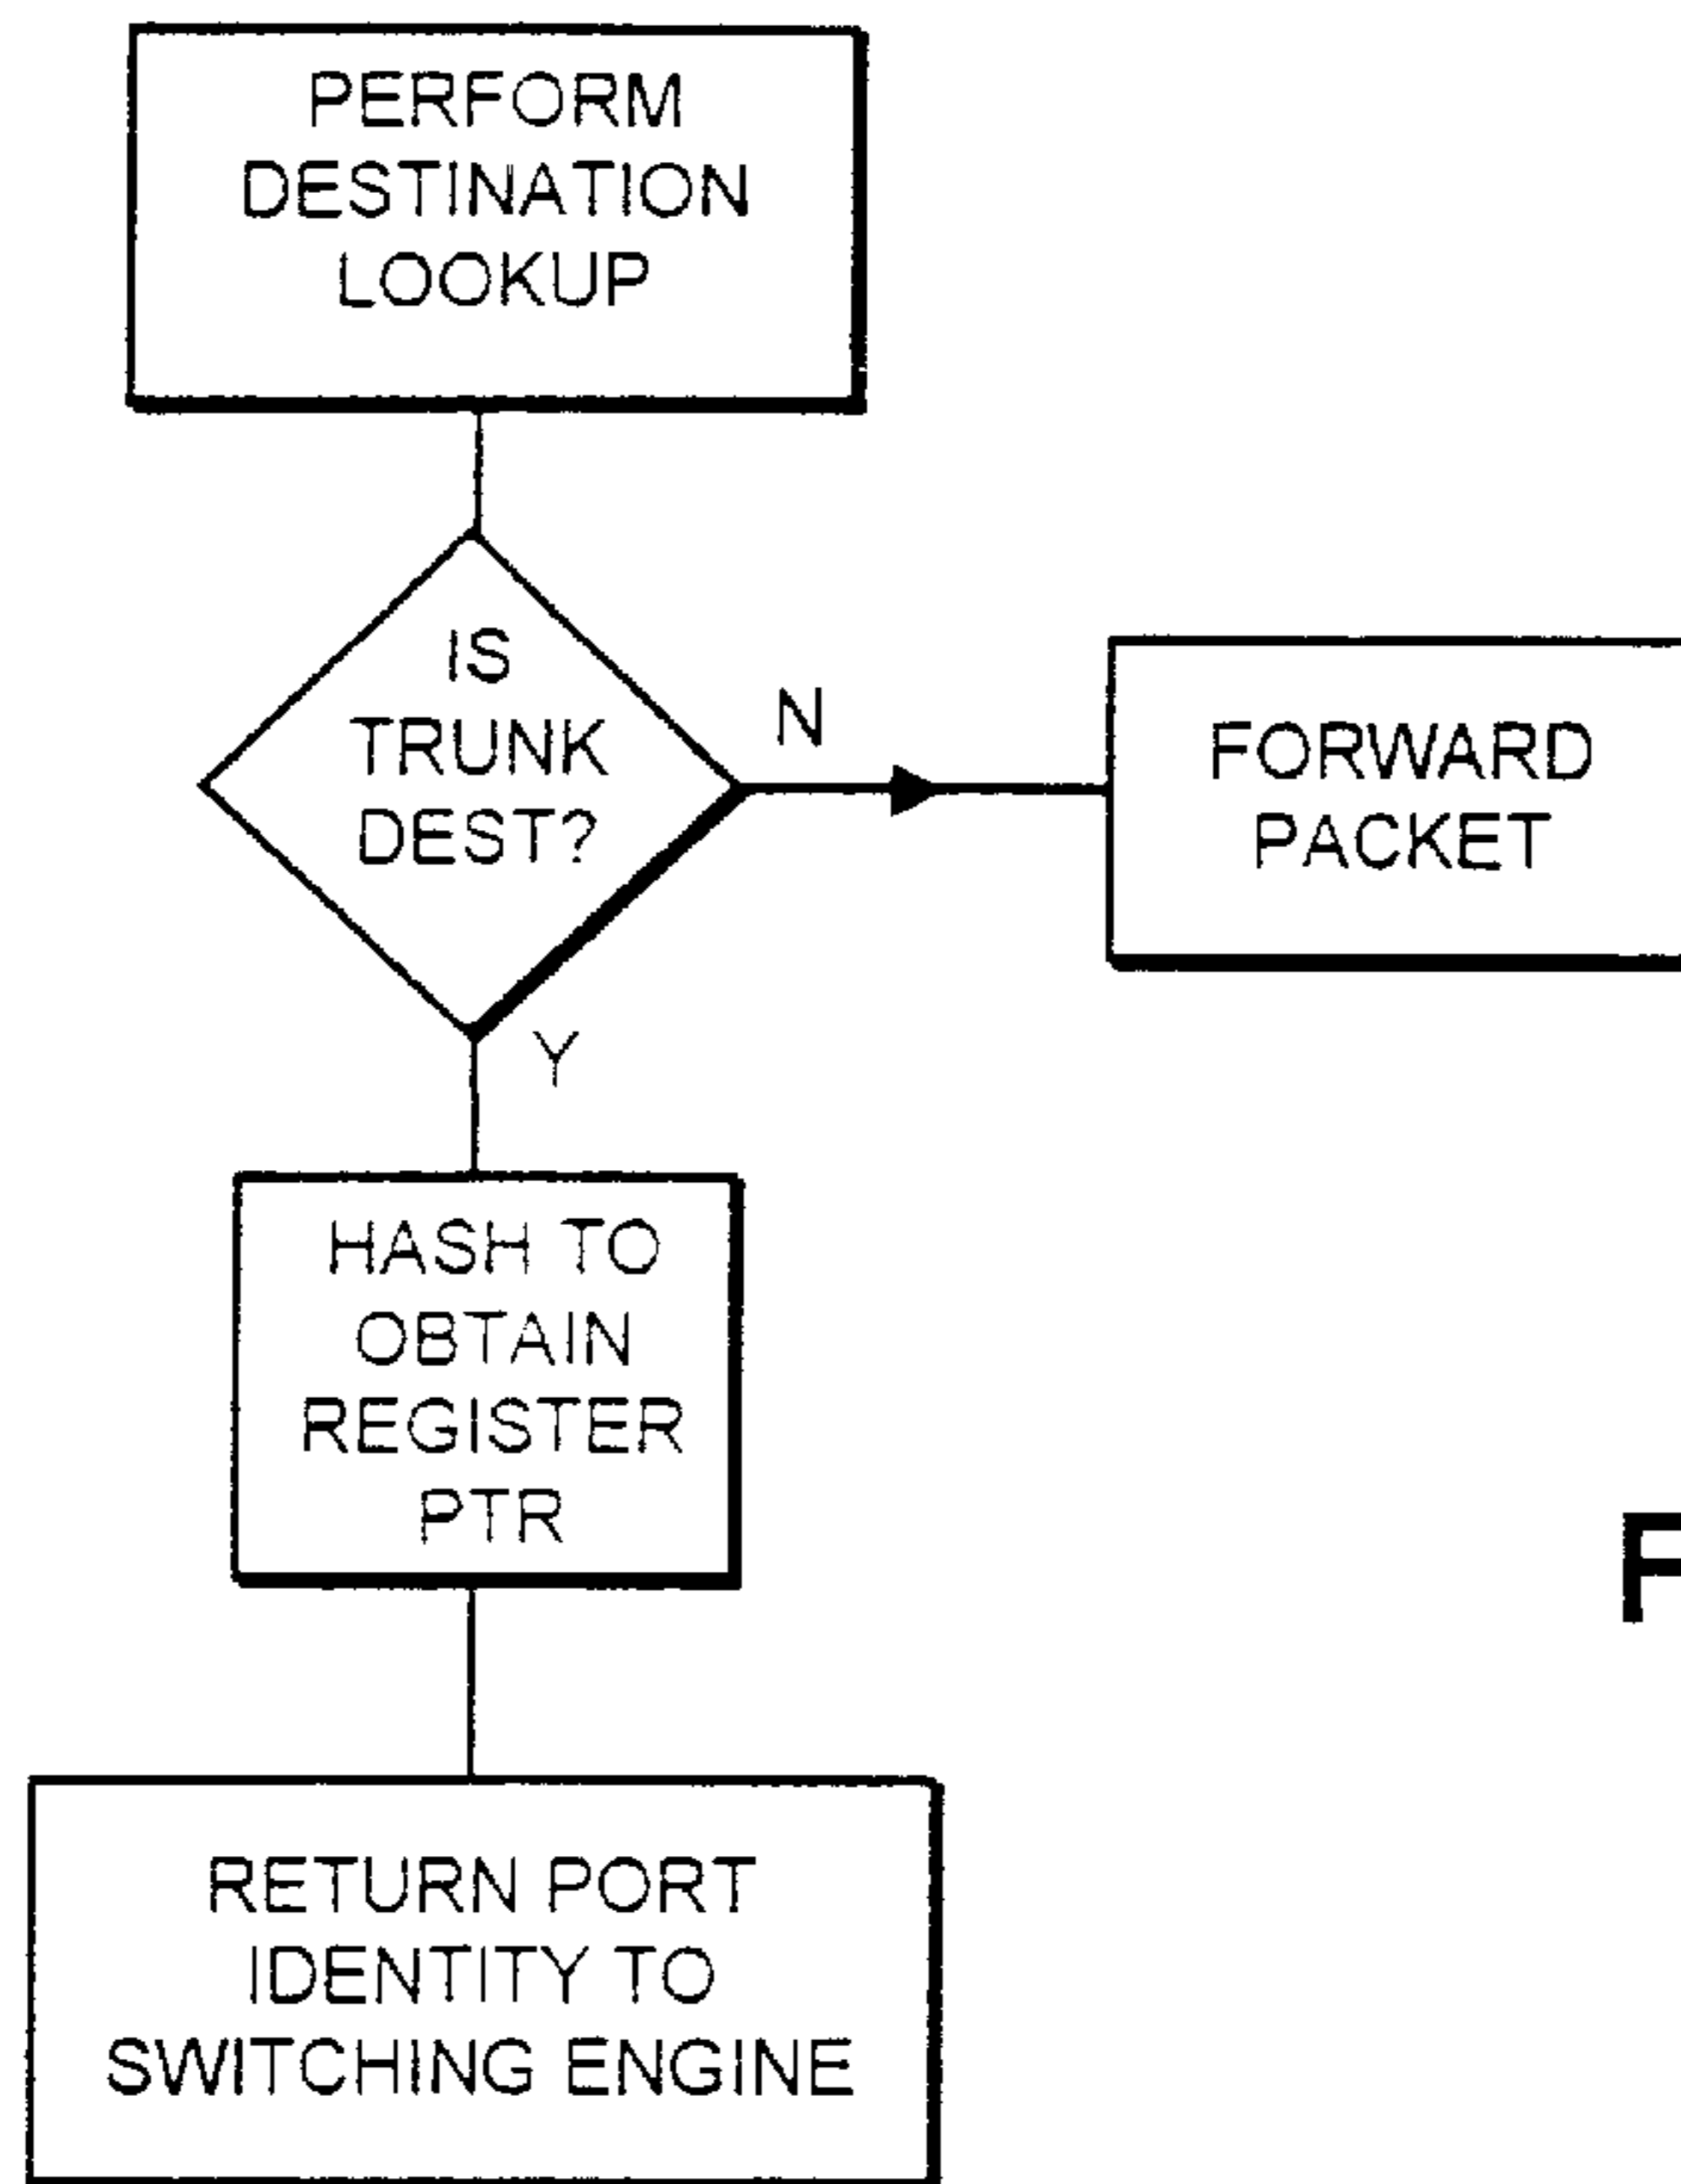 PERFORM
DESTINATION
LOOKUP
IS
TRUNK
DEST?
N
FORWARD
PACKET
Y
HASH TO
OBTAIN
REGISTER
PTR
F
RETURN PORT
IDENTITY TO
SWITCHING ENGINE